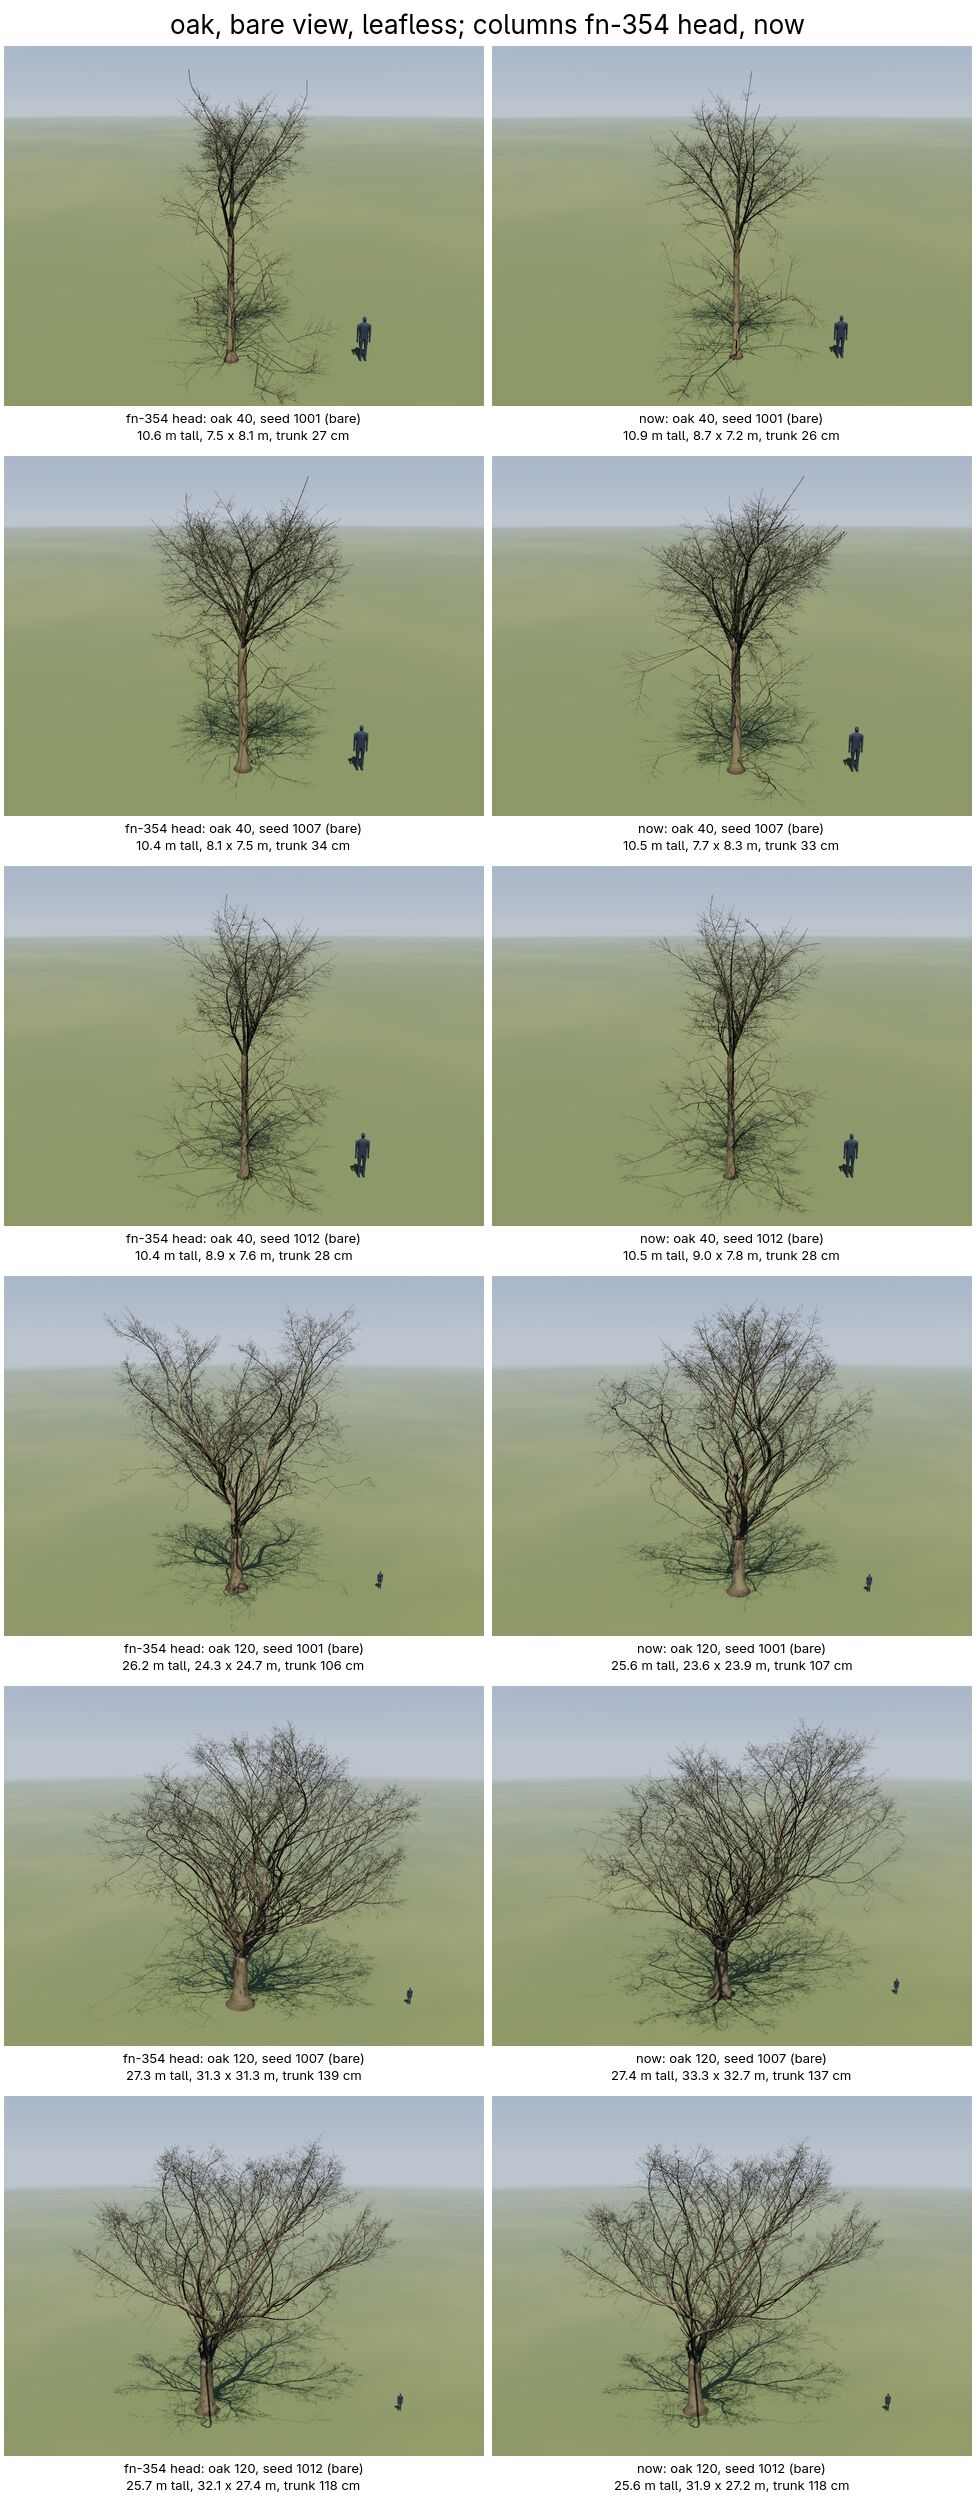 oak, bare view, leafless; columns fn-354 head, now
fn-354 head: oak 40, seed 1001 (bare)
10.6 m tall, 7.5 x 8.1 m, trunk 27 cm
now: oak 40, seed 1001 (bare)
10.9 m tall, 8.7 x 7.2 m, trunk 26 cm
fn-354 head: oak 40, seed 1007 (bare)
10.4 m tall, 8.1 x 7.5 m, trunk 34 cm
now: oak 40, seed 1007 (bare)
10.5 m tall, 7.7 x 8.3 m, trunk 33 cm
fn-354 head: oak 40, seed 1012 (bare)
10.4 m tall, 8.9 x 7.6 m, trunk 28 cm
now: oak 40, seed 1012 (bare)
10.5 m tall, 9.0 x 7.8 m, trunk 28 cm
fn-354 head: oak 120, seed 1001 (bare)
26.2 m tall, 24.3 x 24.7 m, trunk 106 cm
now: oak 120, seed 1001 (bare)
25.6 m tall, 23.6 x 23.9 m, trunk 107 cm
fn-354 head: oak 120, seed 1007 (bare)
27.3 m tall, 31.3 x 31.3 m, trunk 139 cm
now: oak 120, seed 1007 (bare)
27.4 m tall, 33.3 x 32.7 m, trunk 137 cm
fn-354 head: oak 120, seed 1012 (bare)
25.7 m tall, 32.1 x 27.4 m, trunk 118 cm
now: oak 120, seed 1012 (bare)
25.6 m tall, 31.9 x 27.2 m, trunk 118 cm